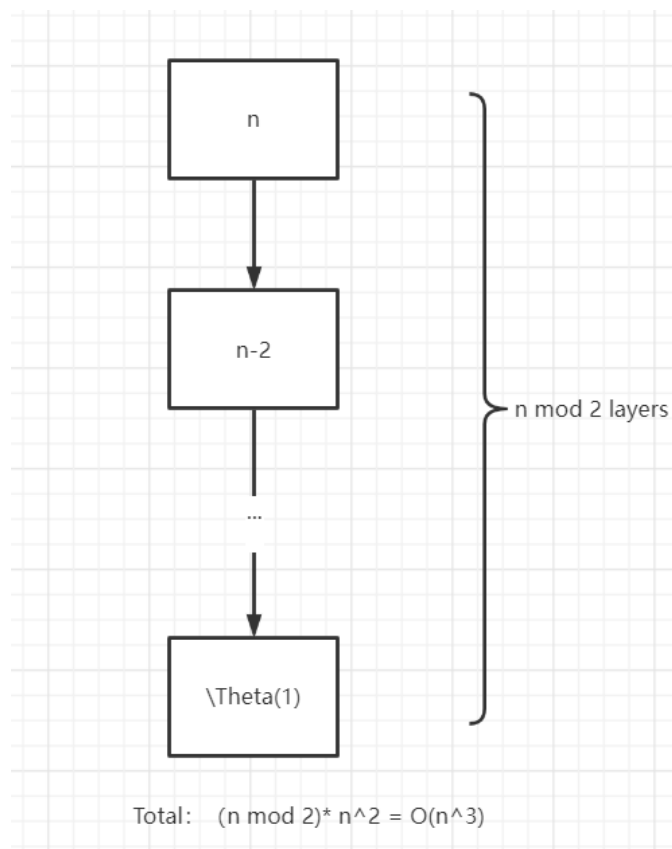 n
n-2
...
n mod 2 layers
\Theta(1)
Total: (n mod 2)* n^2 = O(n^3)